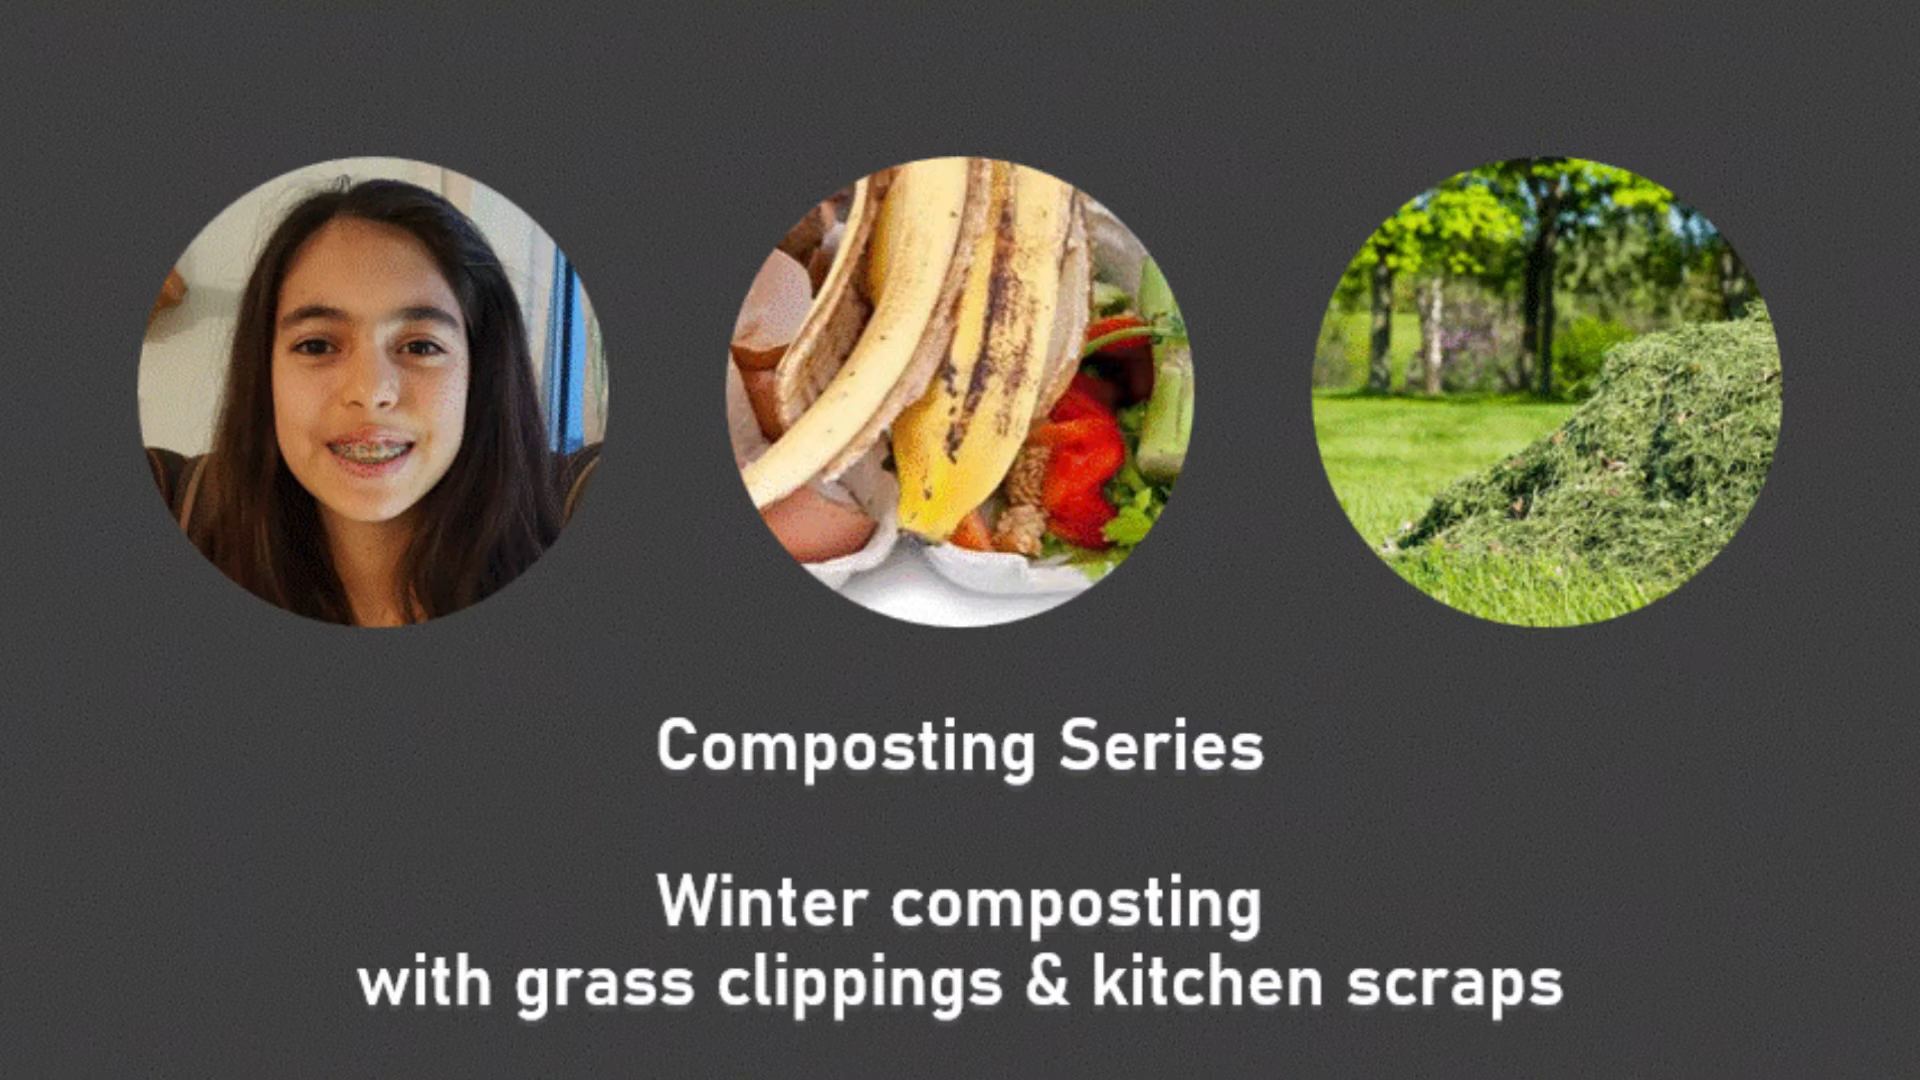 Composting Series
Winter composting
with grass clippings & kitchen scraps